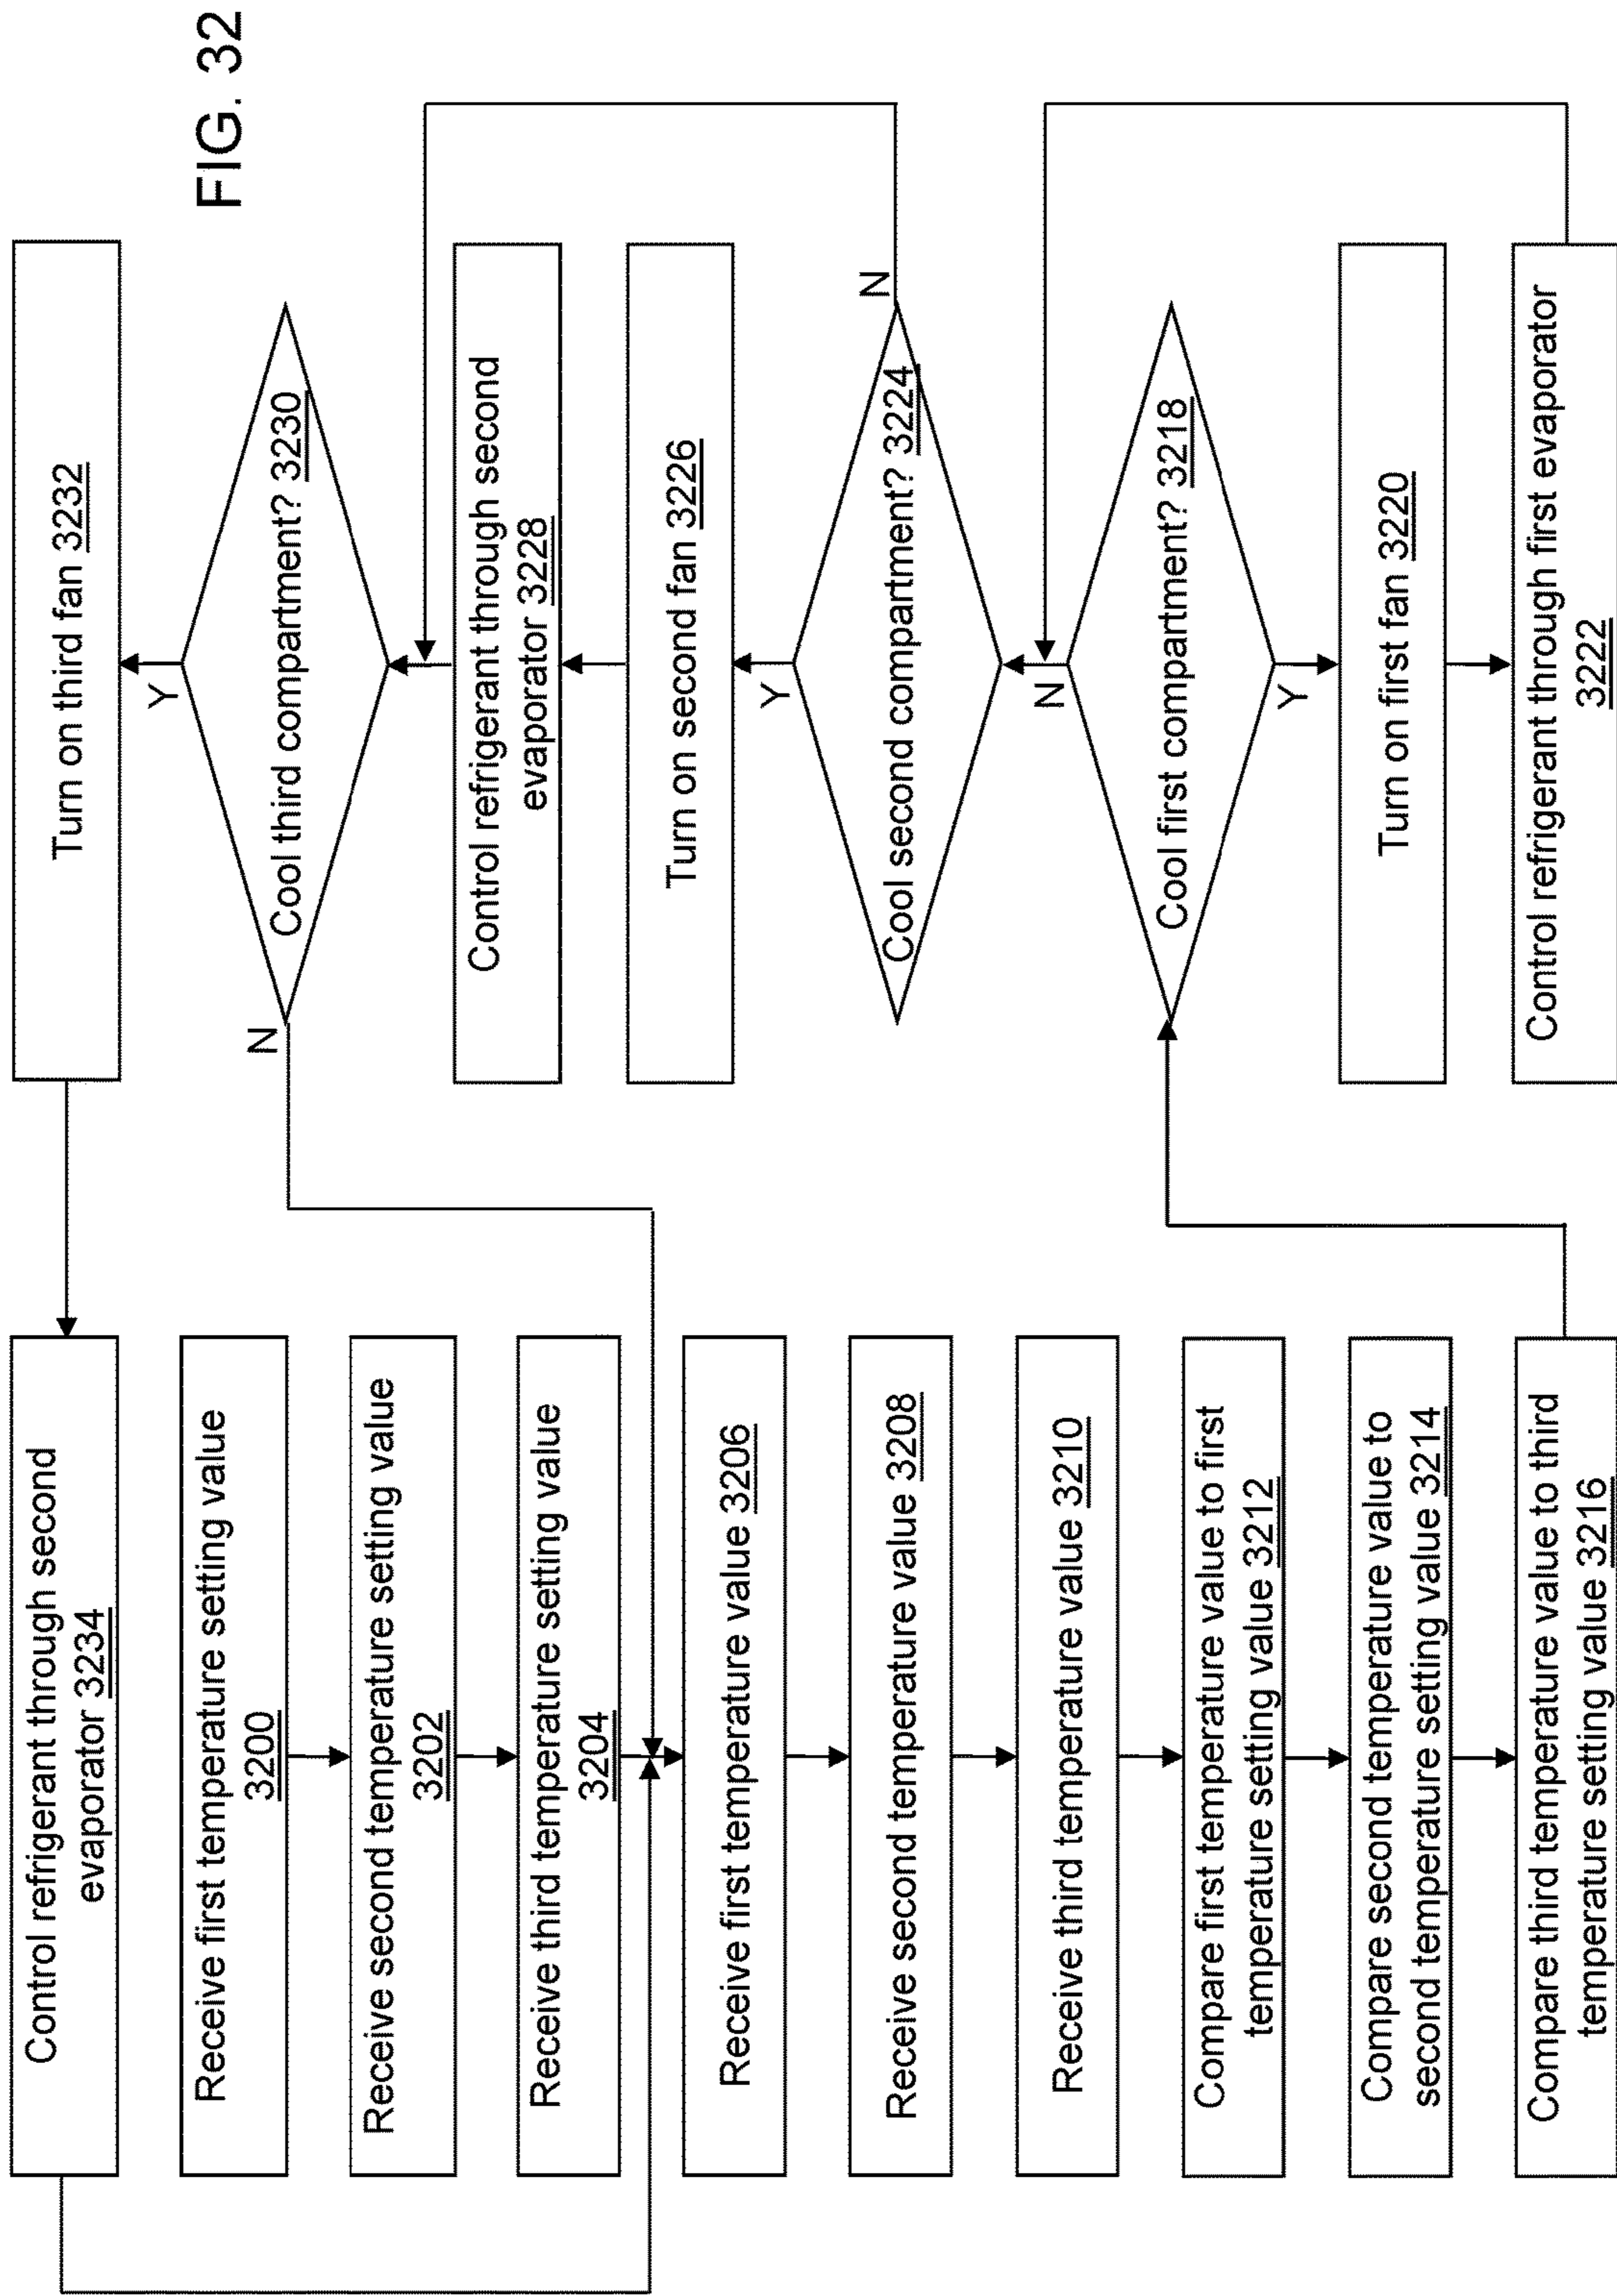 FIG. 32
Control refrigerant through second
evaporator 3234
Receive first temperature setting value
3200
Receive second temperature setting value
3202
Receive third temperature setting value
3204
Receive first temperature value 3206
Receive second temperature value 3208
Receive third temperature value 3210
Compare first temperature value to first
temperature setting value 3212
Compare second temperature value to
second temperature setting value 3214
Compare third temperature value to third
temperature setting value 3216
Turn on third fan 3232
Y
Cool third compartment? 3230
N
Control refrigerant through second
evaporator 3228
Turn on second fan 3226
Y
Cool second compartment? 3224
N
N
Cool first compartment? 3218
Y
Turn on first fan 3220
Control refrigerant through first evaporator
3222